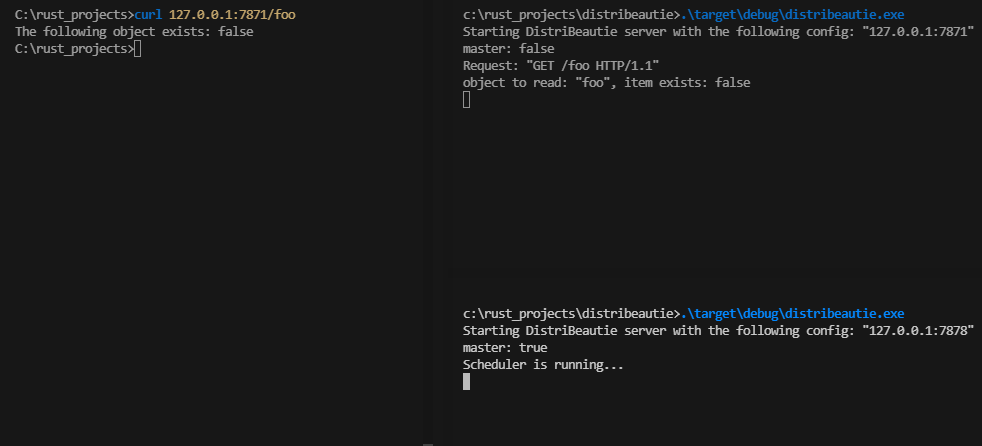 C:\rust_projects>curl 127.0.0.1:7871/foo
The following object exists: false
C:\rust_projects>
c:\rust_projects\distribeautie>.\target\debug\distribeautie.exe
Starting DistriBeautie server with the following config: "127.0.0.1:7871"
master: false
Request: "GET /foo HTTP/1.1"
object to read: "foo", item exists: false
c:\rust_projects\distribeautie>.\target\debug\distribeautie.exe
Starting DistriBeautie server with the following config: "127.0.0.1:7878"
master: true
Scheduler is running...